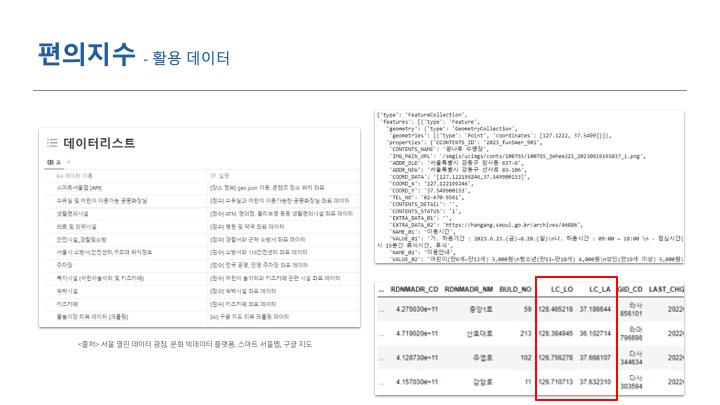 편의지수 - 활용 데이터
데이터리스트
표 +
Aa 데이터 이름 설명
스마트서울맵 [API] [장소 정보] geo json 이용, 콘텐츠 장소 위치 좌표
수유실 및 어린이 이용가능 공중화장실 [점수] 수유실과 어린이 이용가능한 공중화장실 좌표 데이터
생활편의시설 [점수] ATM, 편의점, 올리브영 등등 생활편의시설 좌표 데이터
의료 및 의약시설 [점수] 병원 및 약국 좌표 데이터
안전시설_경찰및소방 [점수] 경찰서와 군처 소방서 좌표 데이터
서울시 소방서,안전센터,구조대 위치정보 [점수] 소방서와 119안전센터 좌표 데이터
주차장 [점수] 전국 공영, 민영 주차장 좌표 데이터
복지시설 (어린이놀이터 및 키즈카페) [점수] 어린이 놀이터와 키즈카페 관련 시설 좌표 데이터
숙박시설 [점수] 숙박시설 좌표 데이터
키즈카페 [점수] 키즈카페 좌표 데이터
물놀이장 리뷰 데이터 [크롤링] [AI] 구글 지도 리뷰 크롤링 데이터
<출처> 서울 열린 데이터 광장, 문화 빅데이터 플랫폼, 스마트 서울맵, 구글 지도
{'type': 'FeatureCollection',
'features': [{'type': 'Feature',
'geometry': {'type': 'GeometryCollection',
'geometries': [{'type': 'Point', 'coordinates': [127.1222, 37.5499]}]},
'properties': {'CCONTENTS_ID': '2023_funSmer_901',
'CONTENTS_NAME': '광나루 수영장',
'IMG_MAIN_URL': '/smgis/ucimgs/conts/100765/100765_jehee221_20230619165837_1.png',
'ADDR_OLD': '서울특별시 강동구 암사동 637-6',
'ADDR_NEW': '서울특별시 강동구 선사로 83-106',
'COORD_DATA': '[127.122199246,37.549900153]',
'COORD_X': '127.122199246',
'COORD_Y': '37.549900153',
'TEL_NO': '02-470-9561',
'CONTENTS_DETAIL': '',
'CONTENTS_STATUS': '1',
'EXTRA_DATA_01': '',
'EXTRA_DATA_02': 'https://hangang.seoul.go.kr/archives/46886',
'NAME_01': '이용시간',
'VALUE_01': '가. 허용기간 : 2023.6.23.(금)~8.20.(일)\n나. 허용시간 : 09:00 ~ 18:00 \n - 점심시간(
시 15분간 휴식시간, 휴식',
'NAME_02': '이용안내',
'VALUE_02': '어린이(만6세~만12세) 3,000원\n청소년(만13~만18세) 4,000원\n성인(만19세 이상) 5,000원\
... RDNMADR_CD RDNMADR_NM BUILD_NO LC_LO LC_LA GID_CD LAST_CHG
... 4.275030e+11 중앙1로 59 128.465218 37.186644 라사 2022
856101
... 4.719020e+11 산호대로 213 128.384945 36.102714 라마 2022
796898
... 4.128730e+11 주엽로 102 126.756278 37.668107 다사 2022
344634
... 4.157030e+11 감암로 11 126.710713 37.632310 다사 2022
303594